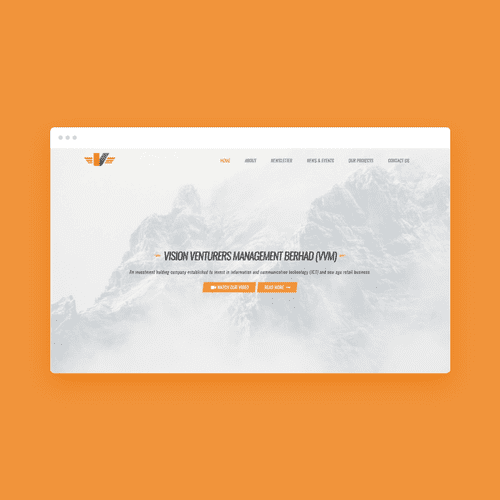 HOME ABOUT NEWSLETTER NEWS & EVENTS OUR PROJECTS CONTACT US
VISION VENTURERS MANAGEMENT BERHAD (VVM)
An investment holding company established to invest in information and communication technology (ICT) and new age retail business
WATCH OUR VIDEO READ MORE